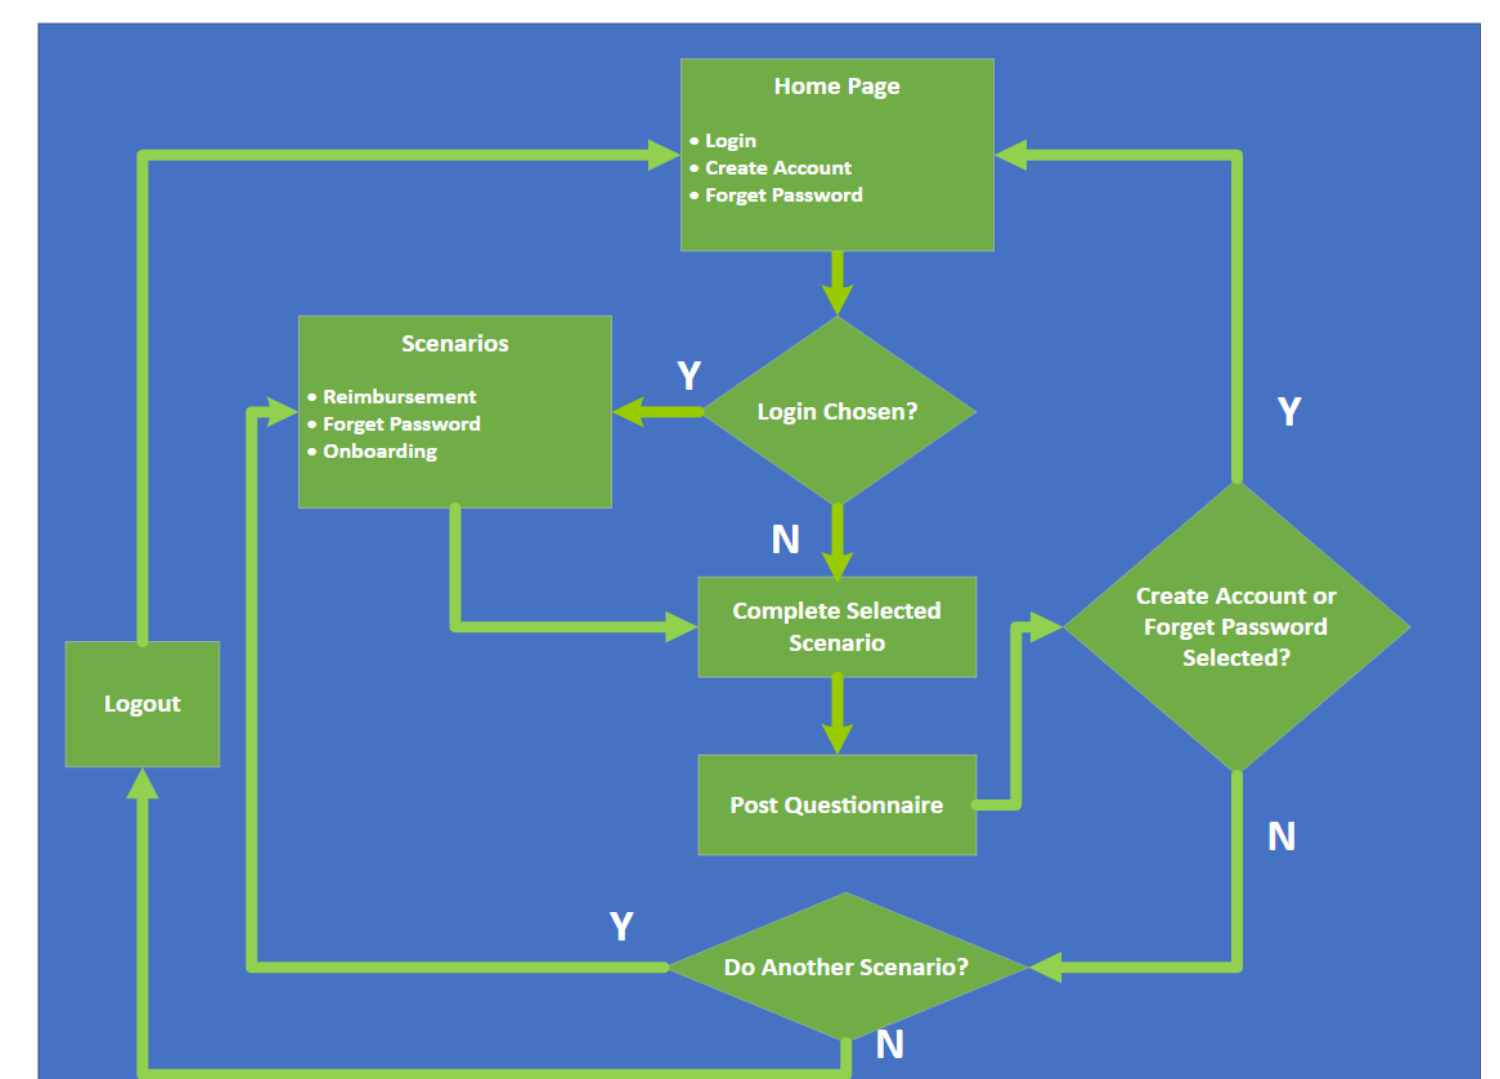 Home Page
• Login
• Create Account
• Forget Password
Scenarios
• Reimbursement
• Forget Password
• Onboarding
Y
Login Chosen?
Y
N
Complete Selected
Scenario
Create Account or
Forget Password
Selected?
Logout
Post Questionnaire
N
Y
Do Another Scenario?
N